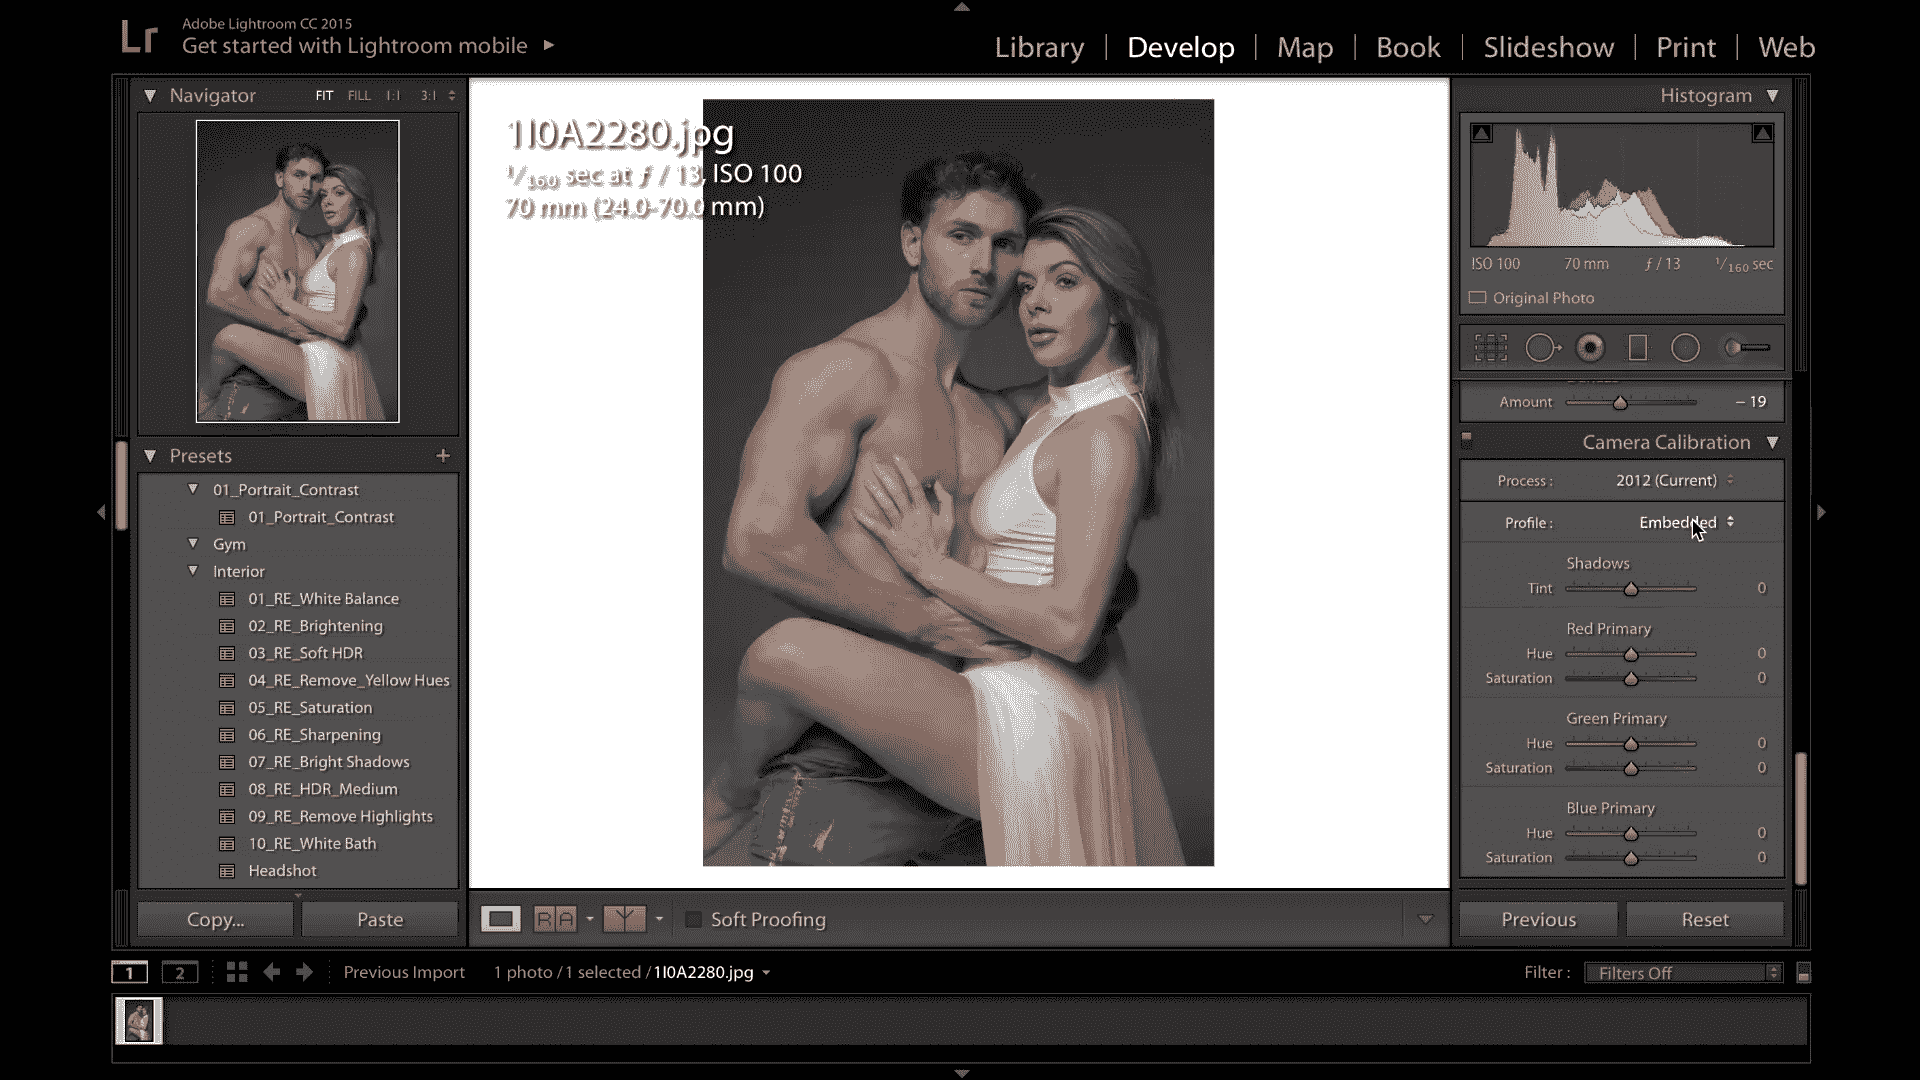 Lr
Adobe Lightroom CC 2015
Get started with Lightroom mobile
Library | Develop | Map | Book | Slideshow | Print | Web
Navigator FIT FILL 1:1 3:1
1I0A2280.jpg
1/160 sec at ƒ / 13, ISO 100
70 mm (24.0-70.0 mm)
Histogram
ISO 100 70 mm ƒ / 13 1/160 sec
Original Photo
Amount – 19
Camera Calibration
Process : 2012 (Current)
Profile : Embedded
Shadows
Tint 0
Red Primary
Hue 0
Saturation 0
Green Primary
Hue 0
Saturation 0
Blue Primary
Hue 0
Saturation 0
Presets +
01_Portrait_Contrast
01_Portrait_Contrast
Gym
Interior
01_RE_White Balance
02_RE_Brightening
03_RE_Soft HDR
04_RE_Remove_Yellow Hues
05_RE_Saturation
06_RE_Sharpening
07_RE_Bright Shadows
08_RE_HDR_Medium
09_RE_Remove Highlights
10_RE_White Bath
Headshot
Copy... Paste
R A Y Soft Proofing
Previous Reset
1 2 Previous Import 1 photo / 1 selected / 1I0A2280.jpg
Filter : Filters Off